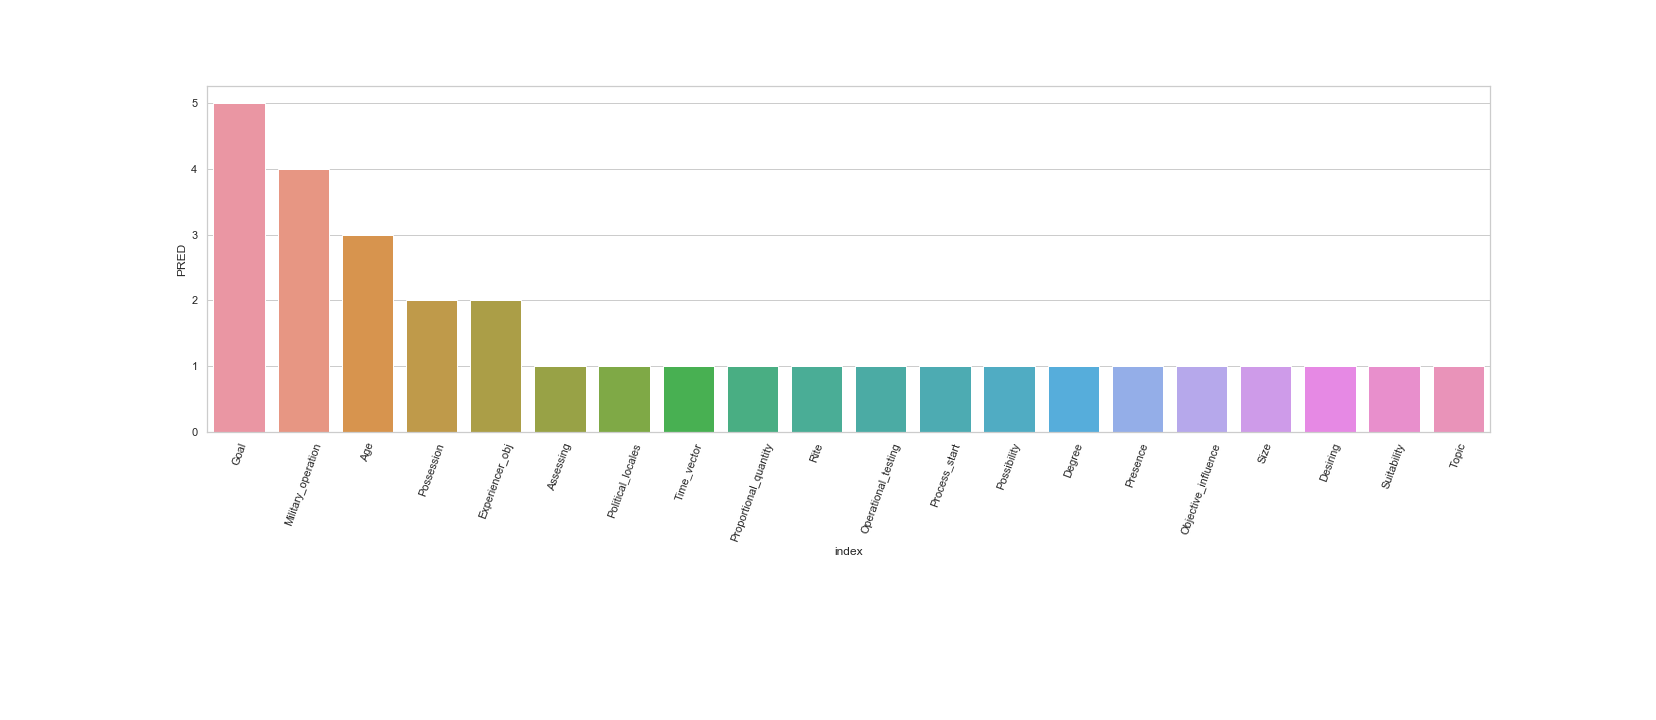 5
4
3
2
1
0
PRED
Goal
Military_operation
Age
Possession
Experiencer_obj
Assessing
Political_locales
Time_vector
Proportional_quantity
Rite
Operational_testing
Process_start
Possibility
Degree
Presence
Objective_influence
Size
Desiring
Suitability
Topic
index